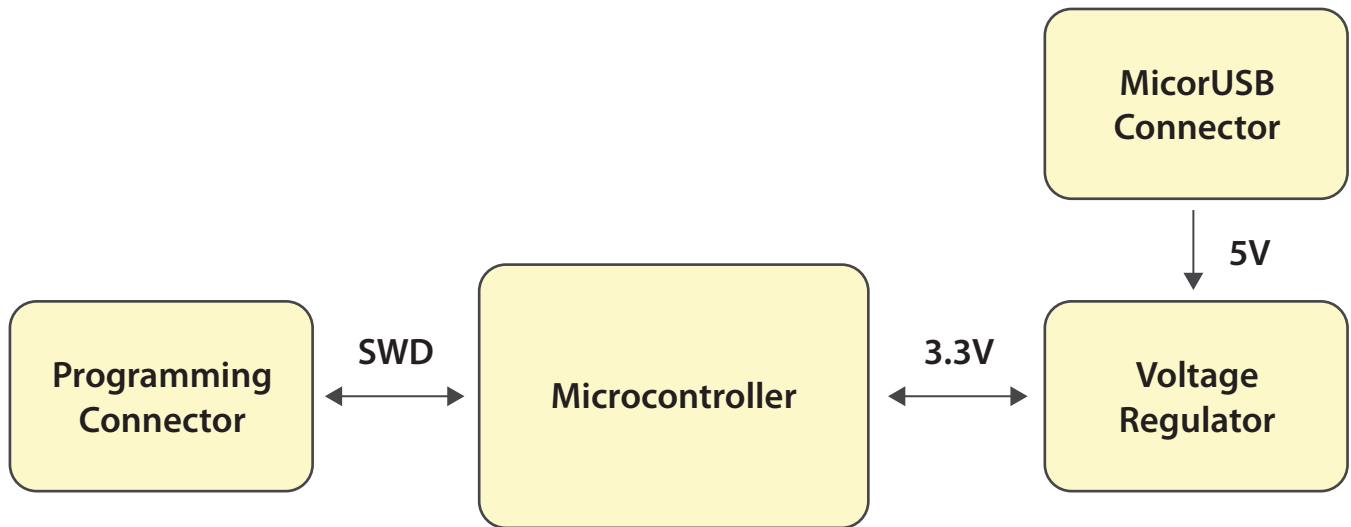 MicorUSB
Connector
5V
Programming
Connector
SWD
Microcontroller
3.3V
Voltage
Regulator